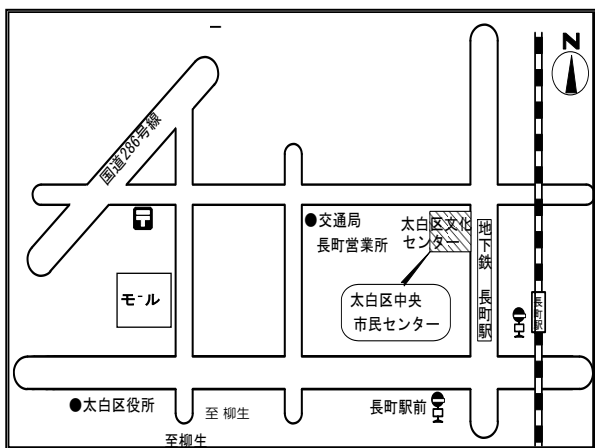 N
国道286号線
●交通局
長町営業所
太白区文化
センター
地下鉄 長町駅
太白区中央
市民センター
モール
長町駅
●太白区役所
至 柳生
長町駅前
至柳生